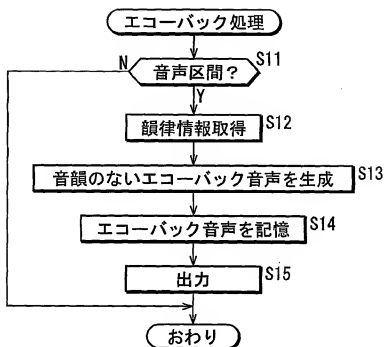 エコーバック処理
音声区間？ S11
N
Y
韻律情報取得 S12
音韻のないエコーバック音声を生成 S13
エコーバック音声を記憶 S14
出力 S15
おわり